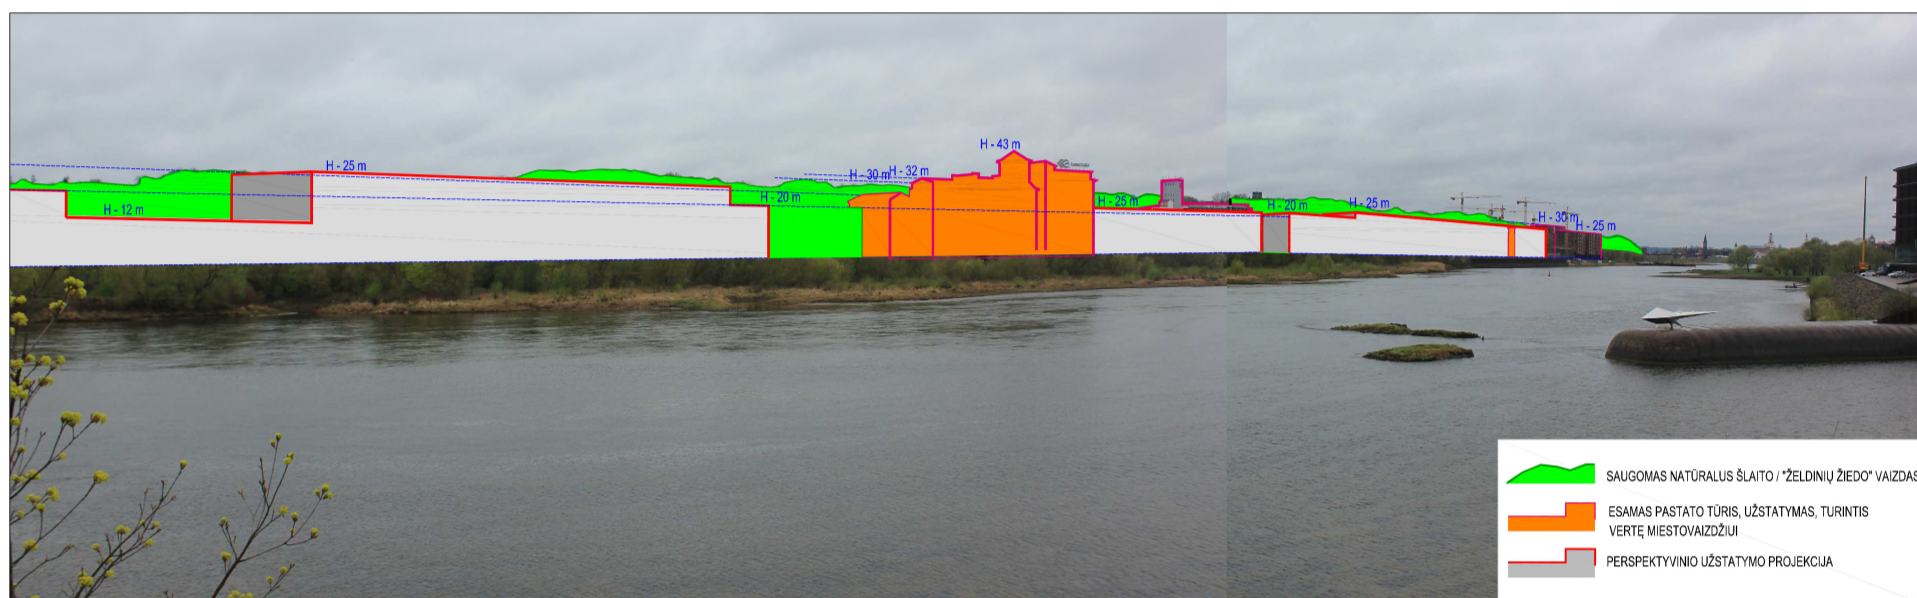 H - 43 m
H - 25 m
H - 30 m
H - 32 m
H - 20 m
H - 25 m
H - 12 m
H - 20 m
H - 25 m
H - 30 m
H - 25 m
SAUGOMAS NATŪRALUS ŠLAITO / "ŽELDINIŲ ŽIEDO" VAIZDAS
ESAMAS PASTATO TŪRIS, UŽSTATYMAS, TURINTIS
VERTĘ MIESTOVAIZDŽIUI
PERSPEKTYVINIO UŽSTATYMO PROJEKCIJA